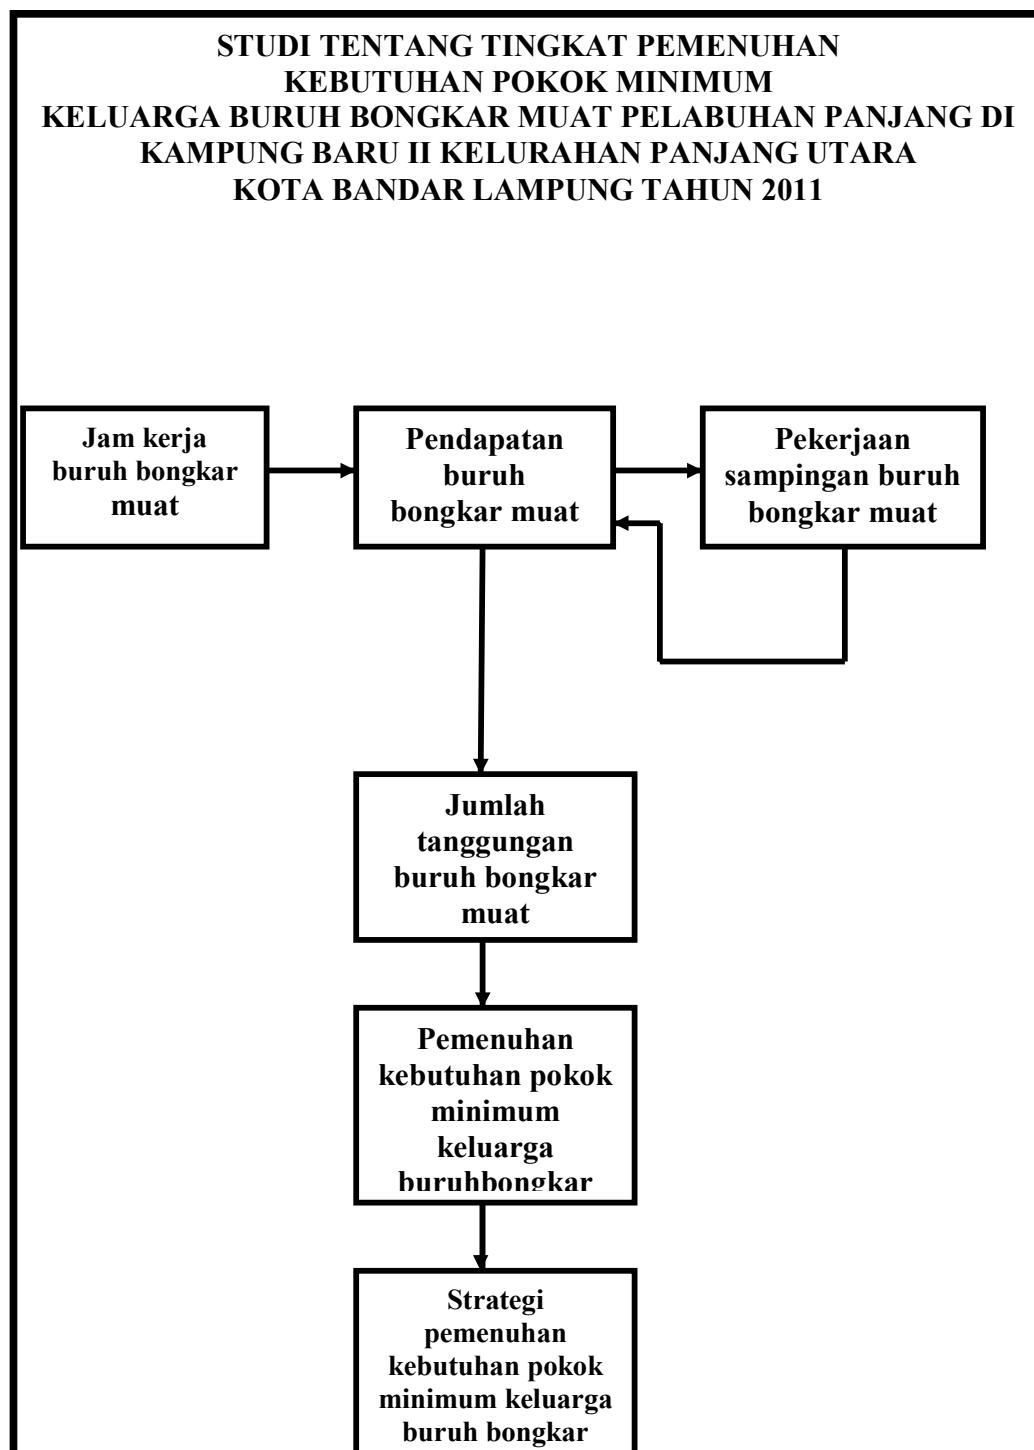 STUDI TENTANG TINGKAT PEMENUHAN
KEBUTUHAN POKOK MINIMUM
KELUARGA BURUH BONGKAR MUAT PELABUHAN PANJANG DI
KAMPUNG BARU II KELURAHAN PANJANG UTARA
KOTA BANDAR LAMPUNG TAHUN 2011
Jam kerja
buruh bongkar
muat
Pendapatan
buruh
bongkar muat
Pekerjaan
sampingan buruh
bongkar muat
Jumlah
tanggungan
buruh bongkar
muat
Pemenuhan
kebutuhan pokok
minimum
keluarga
buruhbongkar
Strategi
pemenuhan
kebutuhan pokok
minimum keluarga
buruh bongkar